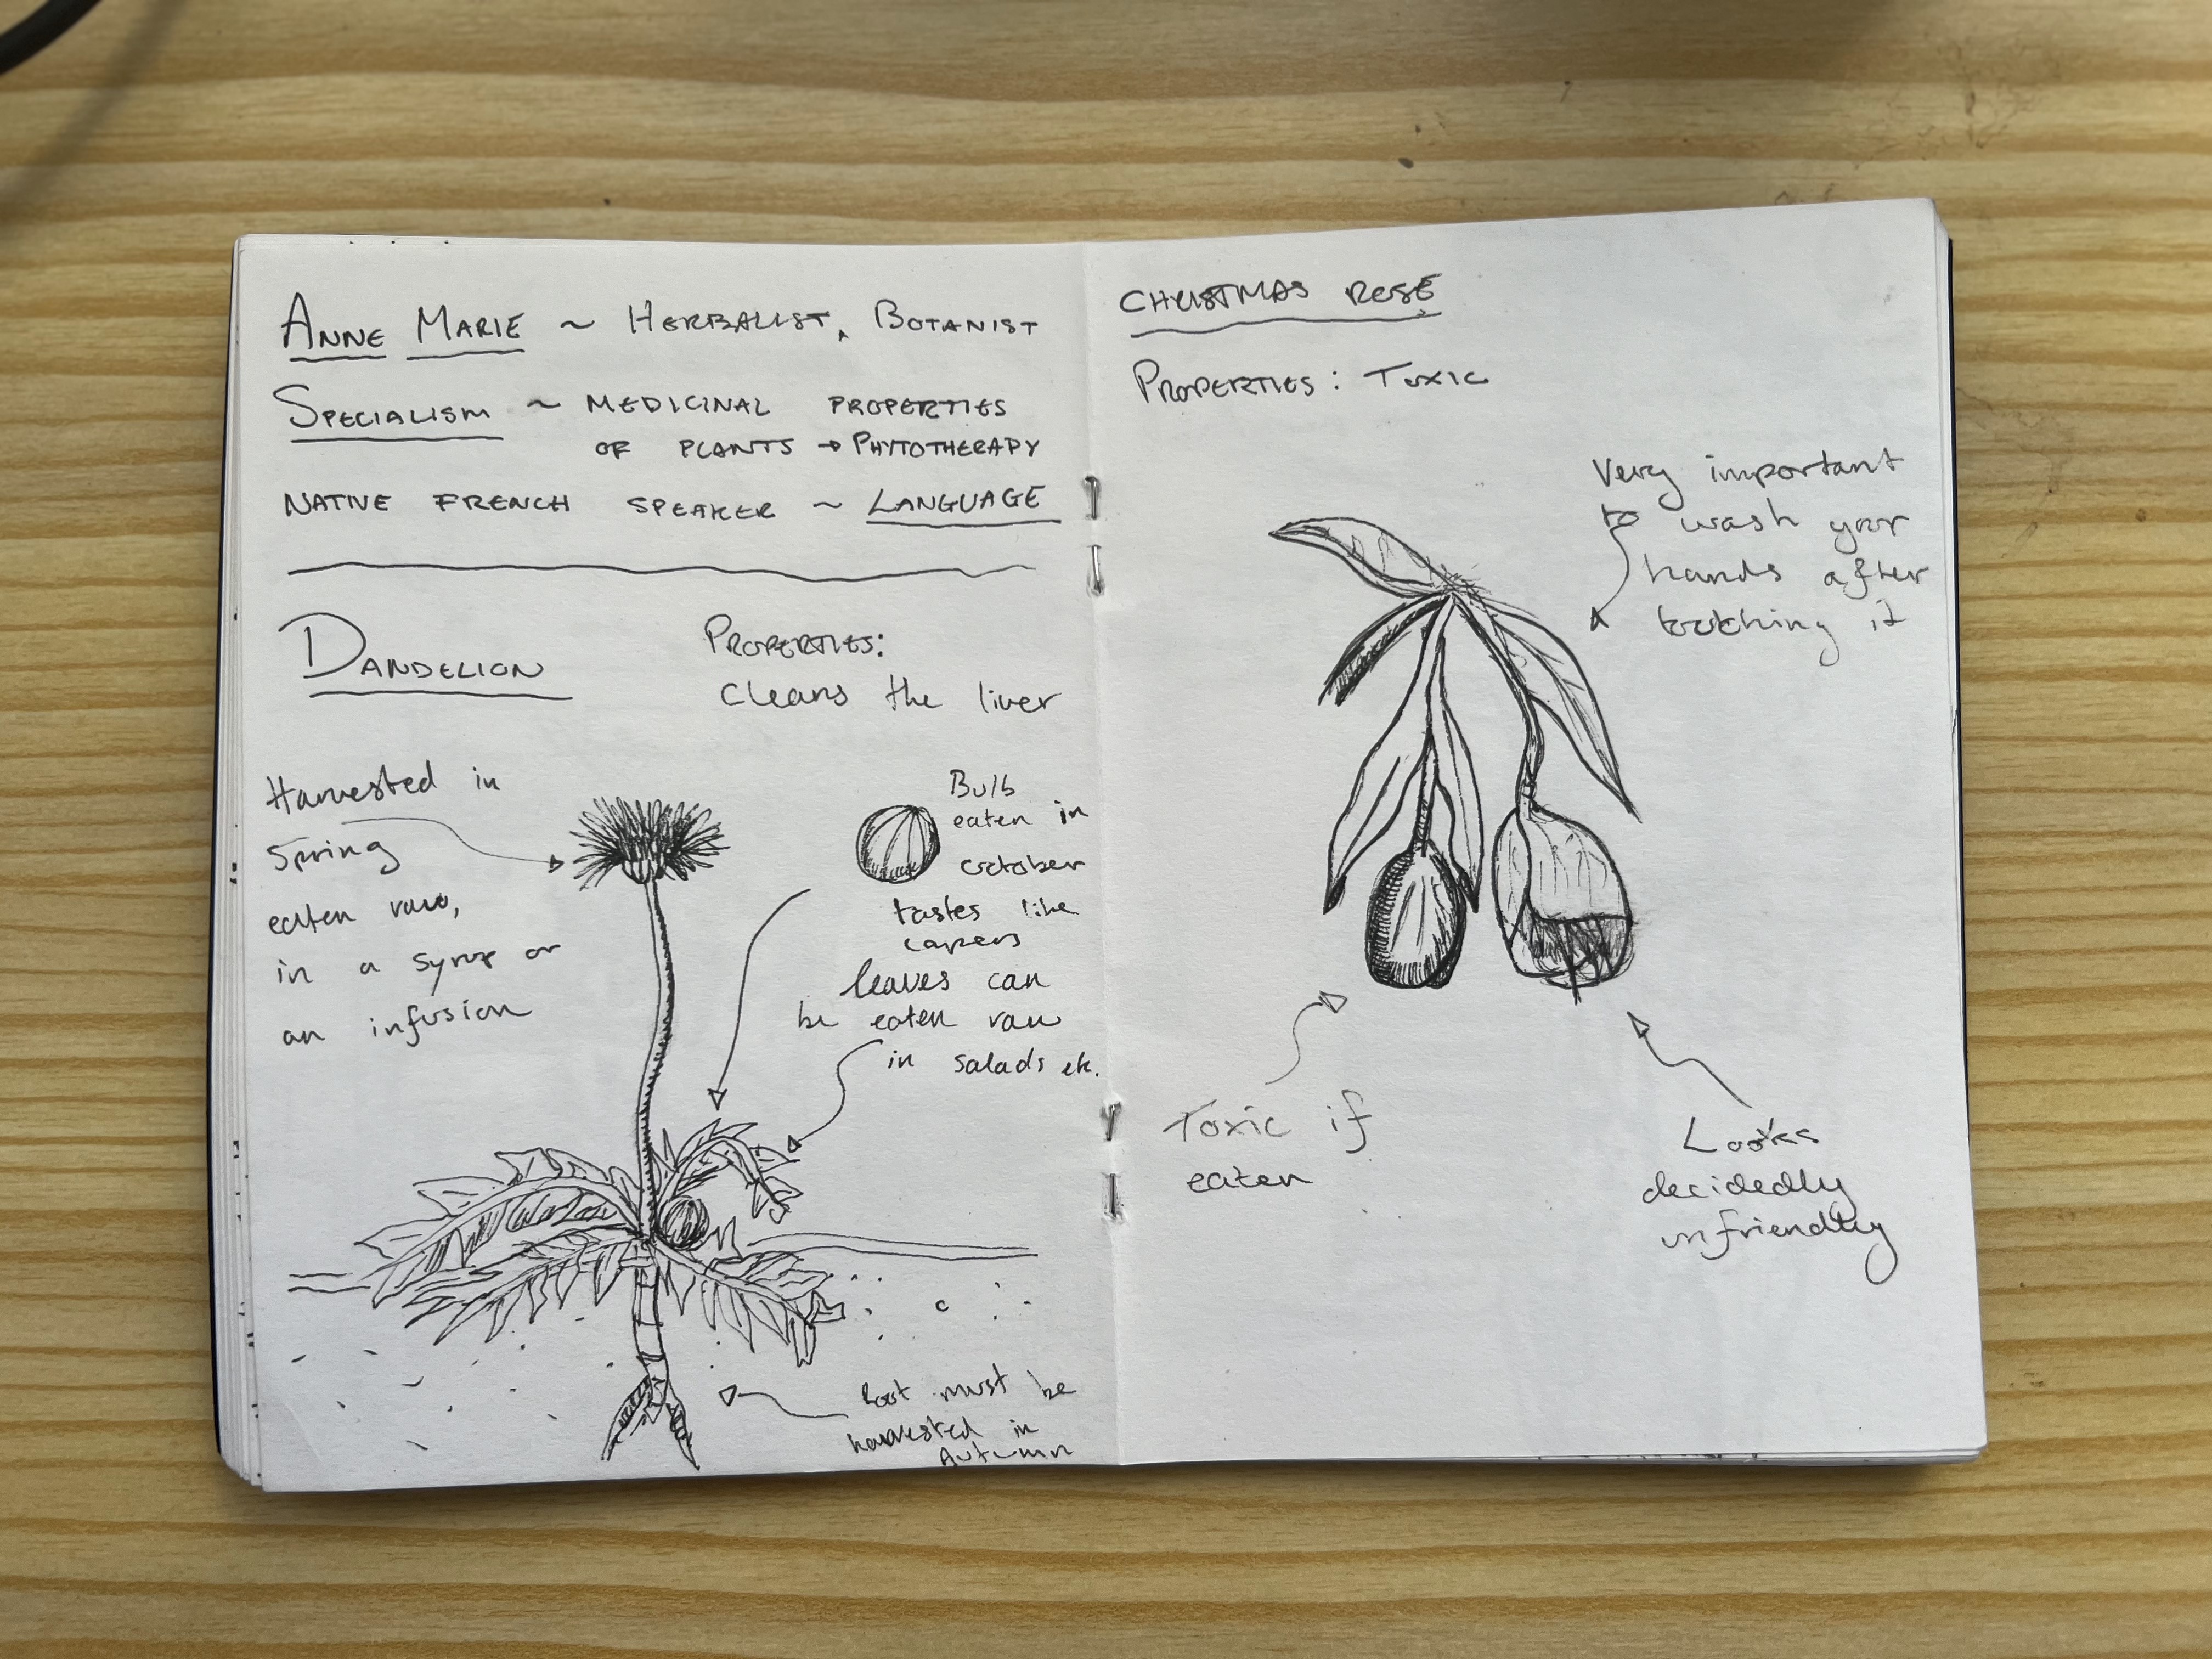 ANNE MARIE ~ HERBALIST, BOTANIST
SPECIALISM ~ MEDICINAL PROPERTIES
OF PLANTS → PHYTOTHERAPY
NATIVE FRENCH SPEAKER ~ LANGUAGE
DANDELION
PROPERTIES:
cleans the liver
Harvested in
Spring
eaten raw,
in a syrup or
an infusion
Bulb
eaten in
october
tastes like
capers
leaves can
be eaten raw
in salads etc.
Root must be
harvested in
Autumn
CHRISTMAS ROSE
PROPERTIES: TOXIC
Very important
to wash your
hands after
touching it
Toxic if
eaten
Looks
decidedly
unfriendly